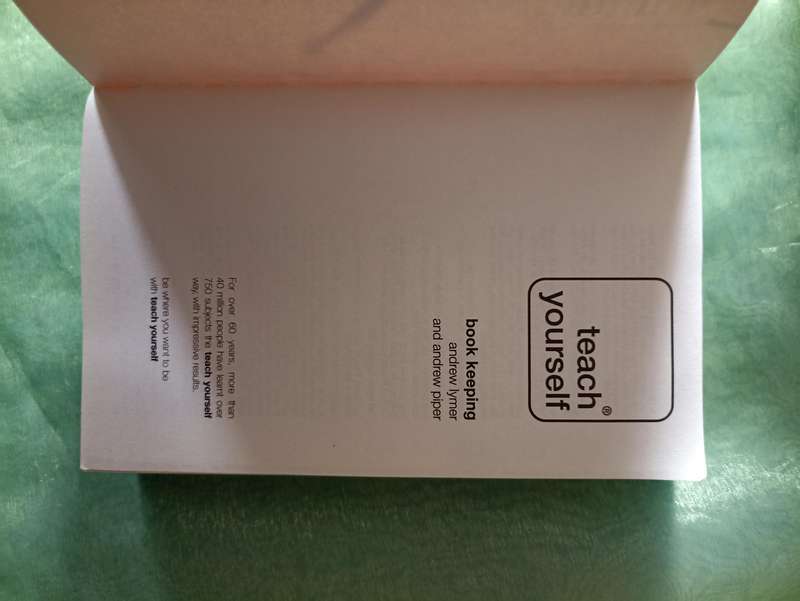 teach
yourself®
book keeping
andrew lymer
and andrew piper
For over 60 years, more than
40 million people have learnt over
750 subjects the teach yourself
way, with impressive results.
be where you want to be
with teach yourself